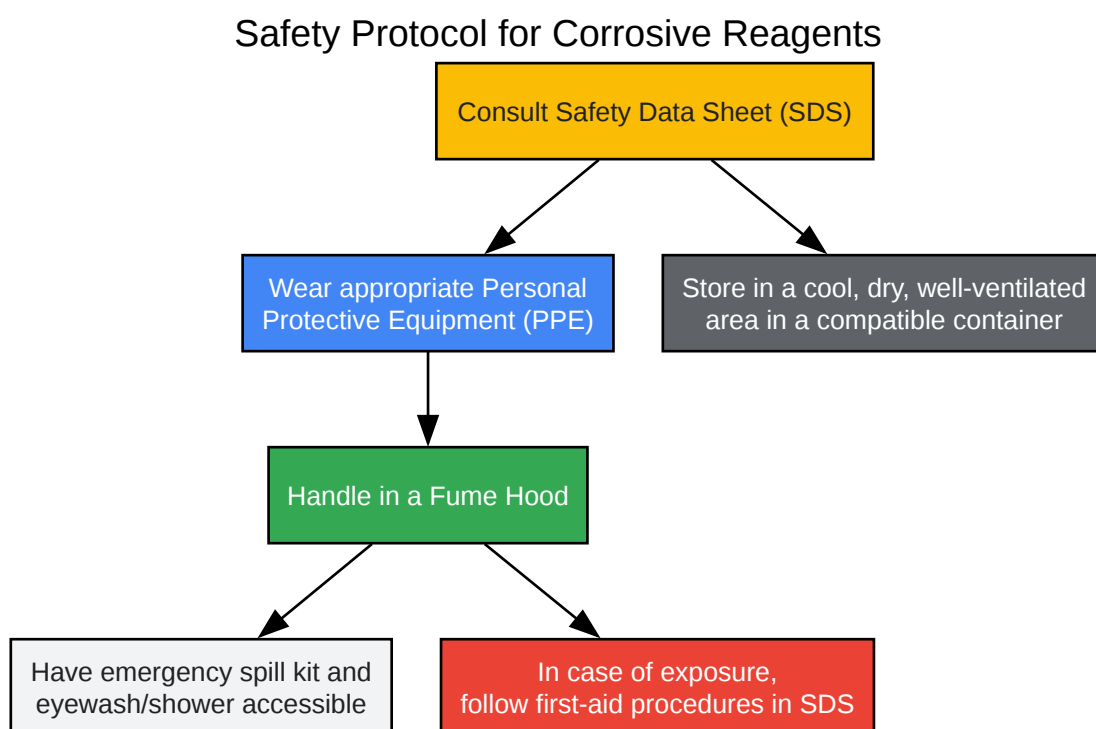 Safety Protocol for Corrosive Reagents
Consult Safety Data Sheet (SDS)
Wear appropriate Personal
Protective Equipment (PPE)
Store in a cool, dry, well-ventilated
area in a compatible container
Handle in a Fume Hood
Have emergency spill kit and
eyewash/shower accessible
In case of exposure,
follow first-aid procedures in SDS